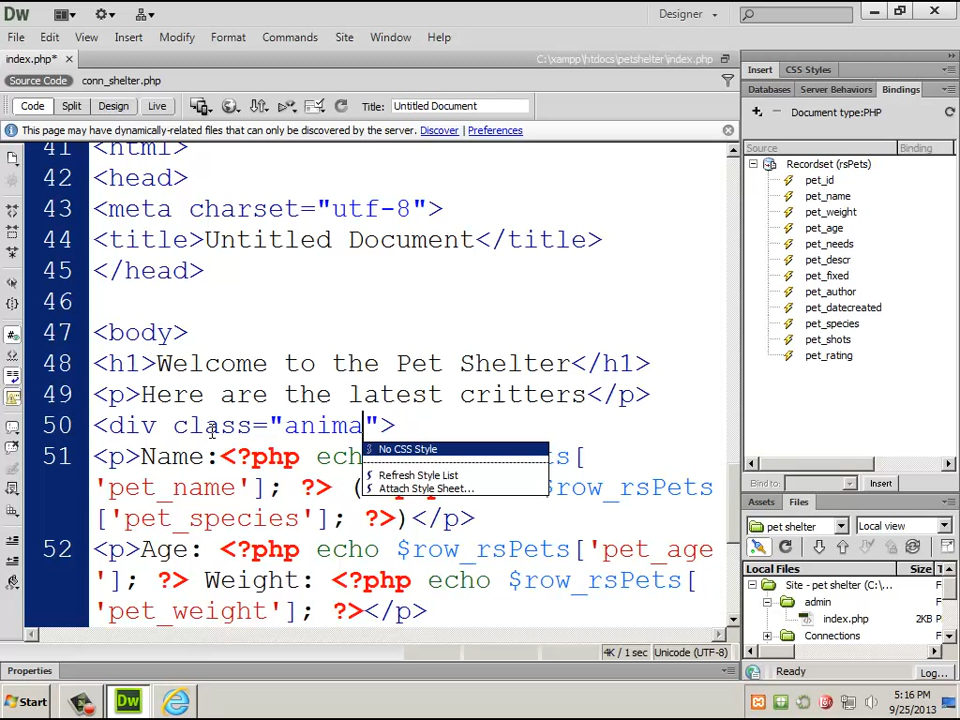 Dw
Designer
File Edit View Insert Modify Format Commands Site Window Help
index.php* ×
C:\xampp\htdocs\petshelter\index.php
Source Code conn_shelter.php
Code Split Design Live Title: Untitled Document
This page may have dynamically-related files that can only be discovered by the server. Discover | Preferences
41 <html>
42 <head>
43 <meta charset="utf-8">
44 <title>Untitled Document</title>
45 </head>
46
47 <body>
48 <h1>Welcome to the Pet Shelter</h1>
49 <p>Here are the latest critters</p>
50 <div class="anima">
No CSS Style
Refresh Style List
Attach Style Sheet...
51 <p>Name:<?php ech s[
'pet_name']; ?> ( $row_rsPets
['pet_species']; ?>)</p>
52 <p>Age: <?php echo $row_rsPets['pet_age
']; ?> Weight: <?php echo $row_rsPets[
'pet_weight']; ?></p>
4K / 1 sec Unicode (UTF-8)
Properties
Insert CSS Styles
Databases Server Behaviors Bindings
Document type:PHP
Source Binding
Recordset (rsPets)
pet_id
pet_name
pet_weight
pet_age
pet_needs
pet_descr
pet_fixed
pet_author
pet_datecreated
pet_species
pet_shots
pet_rating
Bind to: Insert
Assets Files
pet shelter Local view
Local Files Size
Site - pet shelter (C:\... F
admin F
index.php 2KB
Connections F
Ready Log...
Start Dw
5:16 PM
9/25/2013